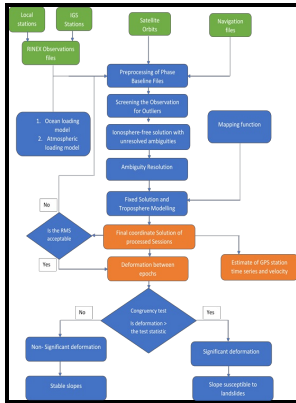 Local
stations
IGS
Stations
Satellite
Orbits
Navigation
files
RINEX Observations
files
Preprocessing of Phase
Baseline Files
1. Ocean loading
model
2. Atmospheric
loading model
Screening the Observation
for Outliers
Ionosphere-free solution with
unresolved ambiguities
Mapping function
Ambiguity Resolution
No
Fixed Solution and
Troposphere Modelling
Is the RMS
acceptable
Final coordinate Solution of
processed Sessions
Yes
Deformation between
epochs
Estimate of GPS station
time series and velocity
No
Congruency test
Is deformation >
the test statistic
Yes
Non- Significant deformation
Significant deformation
Stable slopes
Slope susceptible to
landslides